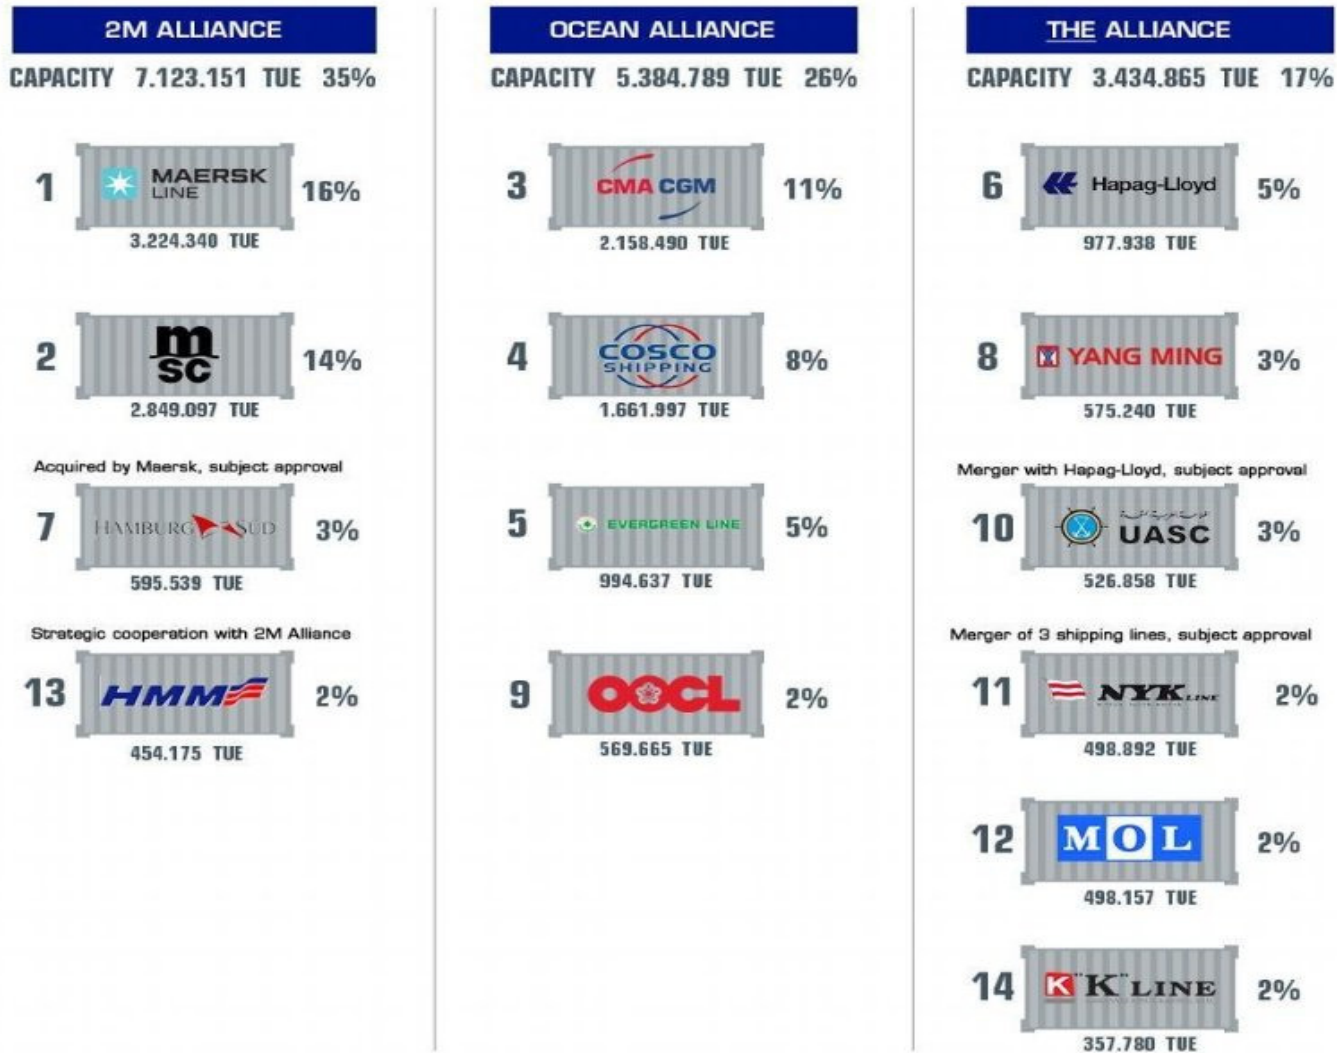 2M ALLIANCE
CAPACITY 7.123.151 TUE 35%
1
MAERSK
LINE
16%
3.224.340 TUE
2
m
sc
14%
2.849.097 TUE
Acquired by Maersk, subject approval
7
HAMBURG SÜD
3%
595.539 TUE
Strategic cooperation with 2M Alliance
13
HMM
2%
454.175 TUE
OCEAN ALLIANCE
CAPACITY 5.384.789 TUE 26%
3
CMA CGM
11%
2.158.490 TUE
4
COSCO
SHIPPING
8%
1.661.997 TUE
5
EVERGREEN LINE
5%
994.637 TUE
9
OOCL
2%
569.665 TUE
THE ALLIANCE
CAPACITY 3.434.865 TUE 17%
6
Hapag-Lloyd
5%
977.938 TUE
8
YANG MING
3%
575.240 TUE
Merger with Hapag-Lloyd, subject approval
10
UASC
3%
526.858 TUE
Merger of 3 shipping lines, subject approval
11
NYK LINE
2%
498.892 TUE
12
MOL
2%
498.157 TUE
14
K "K" LINE
2%
357.780 TUE